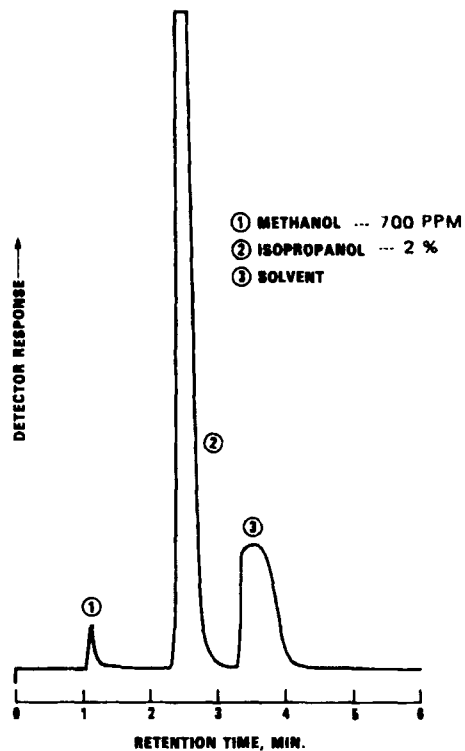 ① METHANOL --- 700 PPM
② ISOPROPANOL --- 2 %
③ SOLVENT
DETECTOR RESPONSE
②
③
①
0 1 2 3 4 5 6
RETENTION TIME, MIN.